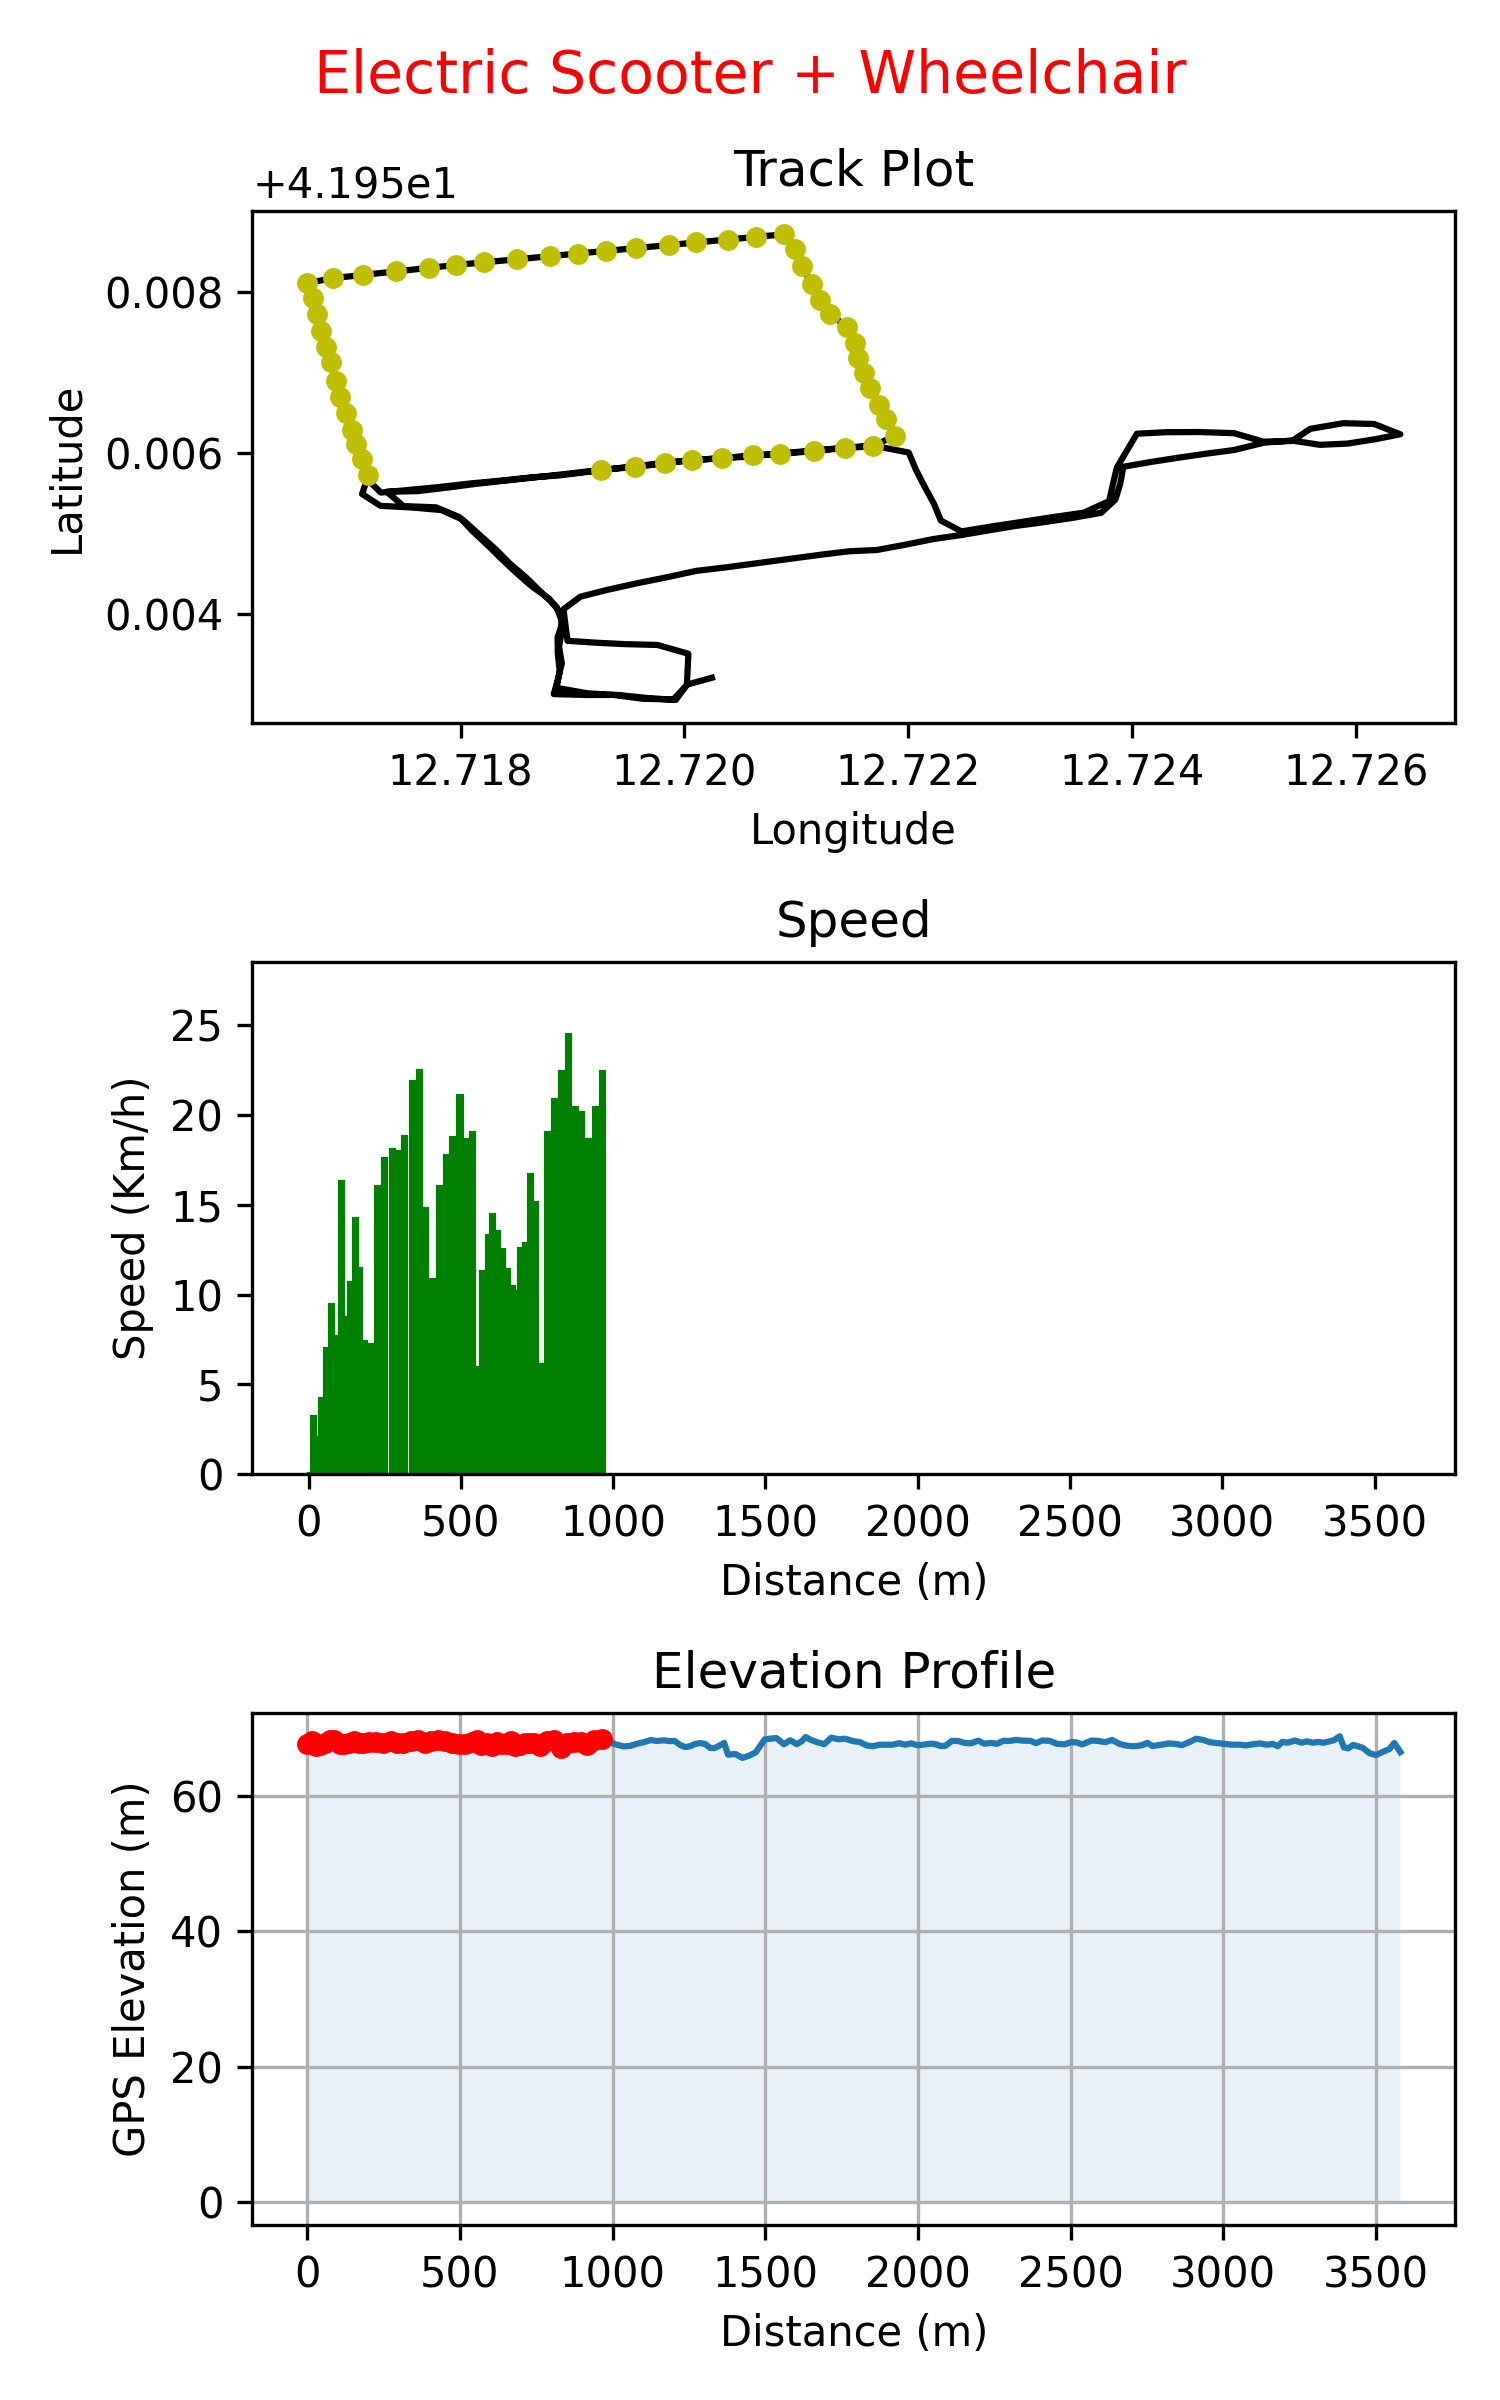 Electric Scooter + Wheelchair
Track Plot
+4.195e1
0.008
0.006
0.004
Latitude
12.718 12.720 12.722 12.724 12.726
Longitude
Speed
25
20
15
10
5
0
Speed (Km/h)
0 500 1000 1500 2000 2500 3000 3500
Distance (m)
Elevation Profile
60
40
20
0
GPS Elevation (m)
0 500 1000 1500 2000 2500 3000 3500
Distance (m)